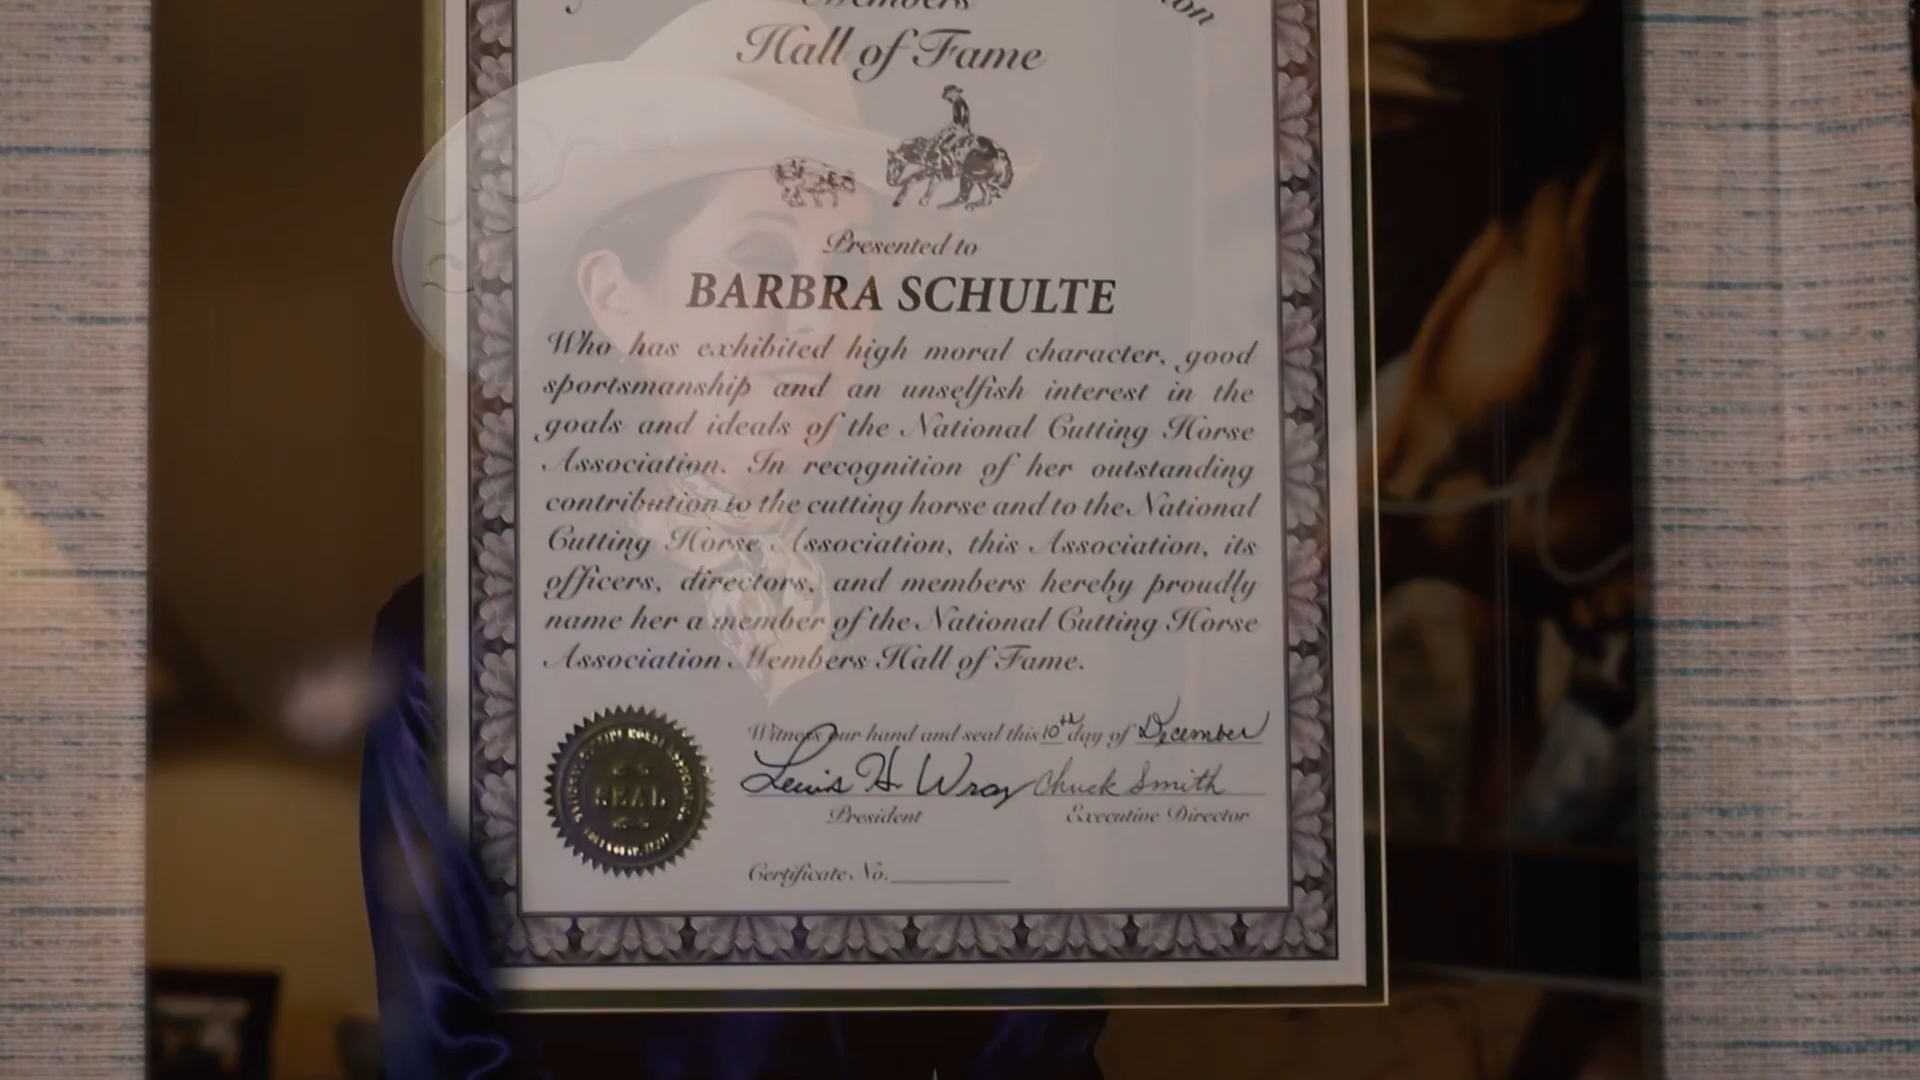 Members
Hall of Fame
Presented to
BARBRA SCHULTE
Who has exhibited high moral character, good
sportsmanship and an unselfish interest in the
goals and ideals of the National Cutting Horse
Association. In recognition of her outstanding
contribution to the cutting horse and to the National
Cutting Horse Association, this Association, its
officers, directors, and members hereby proudly
name her a member of the National Cutting Horse
Association Members Hall of Fame.
Witness our hand and seal this 10th day of December
Lewis H. Wray Chuck Smith
President Executive Director
SEAL
Certificate No.